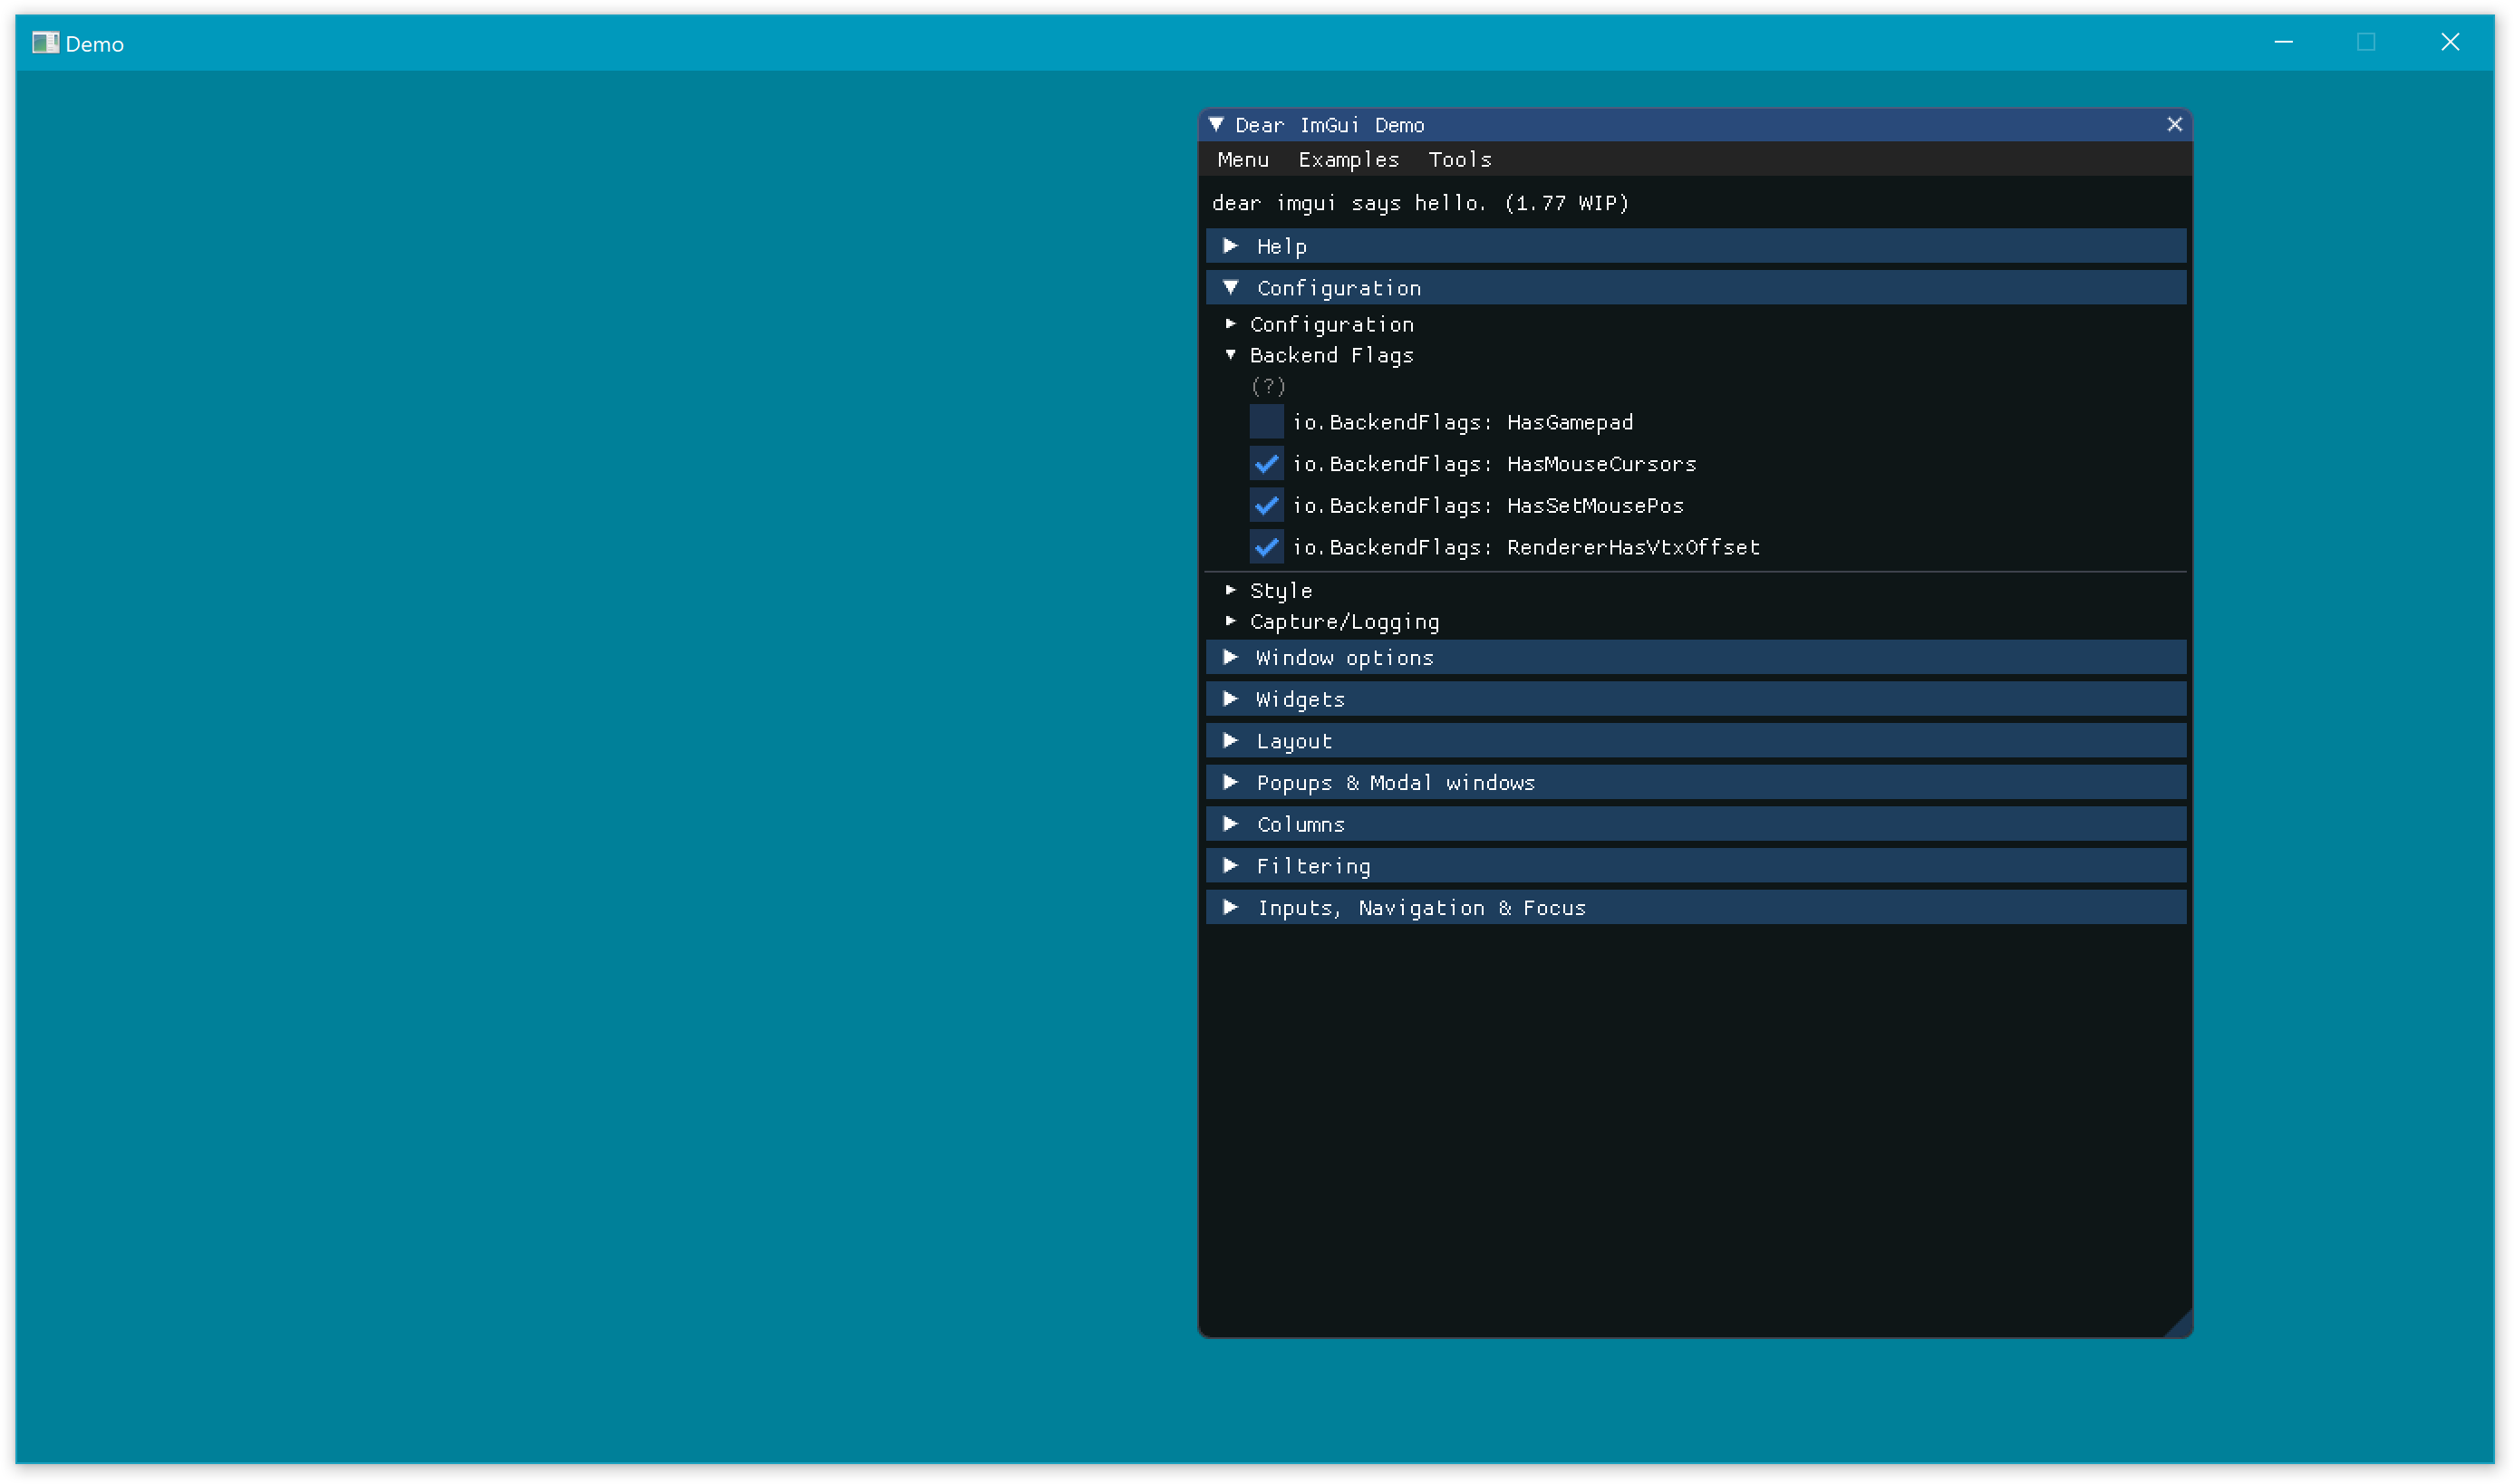 Demo
Dear ImGui Demo
Menu Examples Tools
dear imgui says hello. (1.77 WIP)
Help
Configuration
Configuration
Backend Flags
(?)
io.BackendFlags: HasGamepad
io.BackendFlags: HasMouseCursors
io.BackendFlags: HasSetMousePos
io.BackendFlags: RendererHasVtxOffset
Style
Capture/Logging
Window options
Widgets
Layout
Popups & Modal windows
Columns
Filtering
Inputs, Navigation & Focus